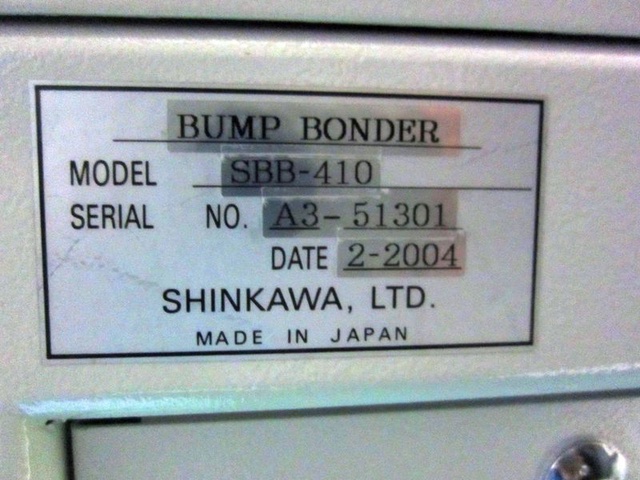 BUMP BONDER
MODEL SBB-410
SERIAL NO. A3-51301
DATE 2-2004
SHINKAWA, LTD.
MADE IN JAPAN